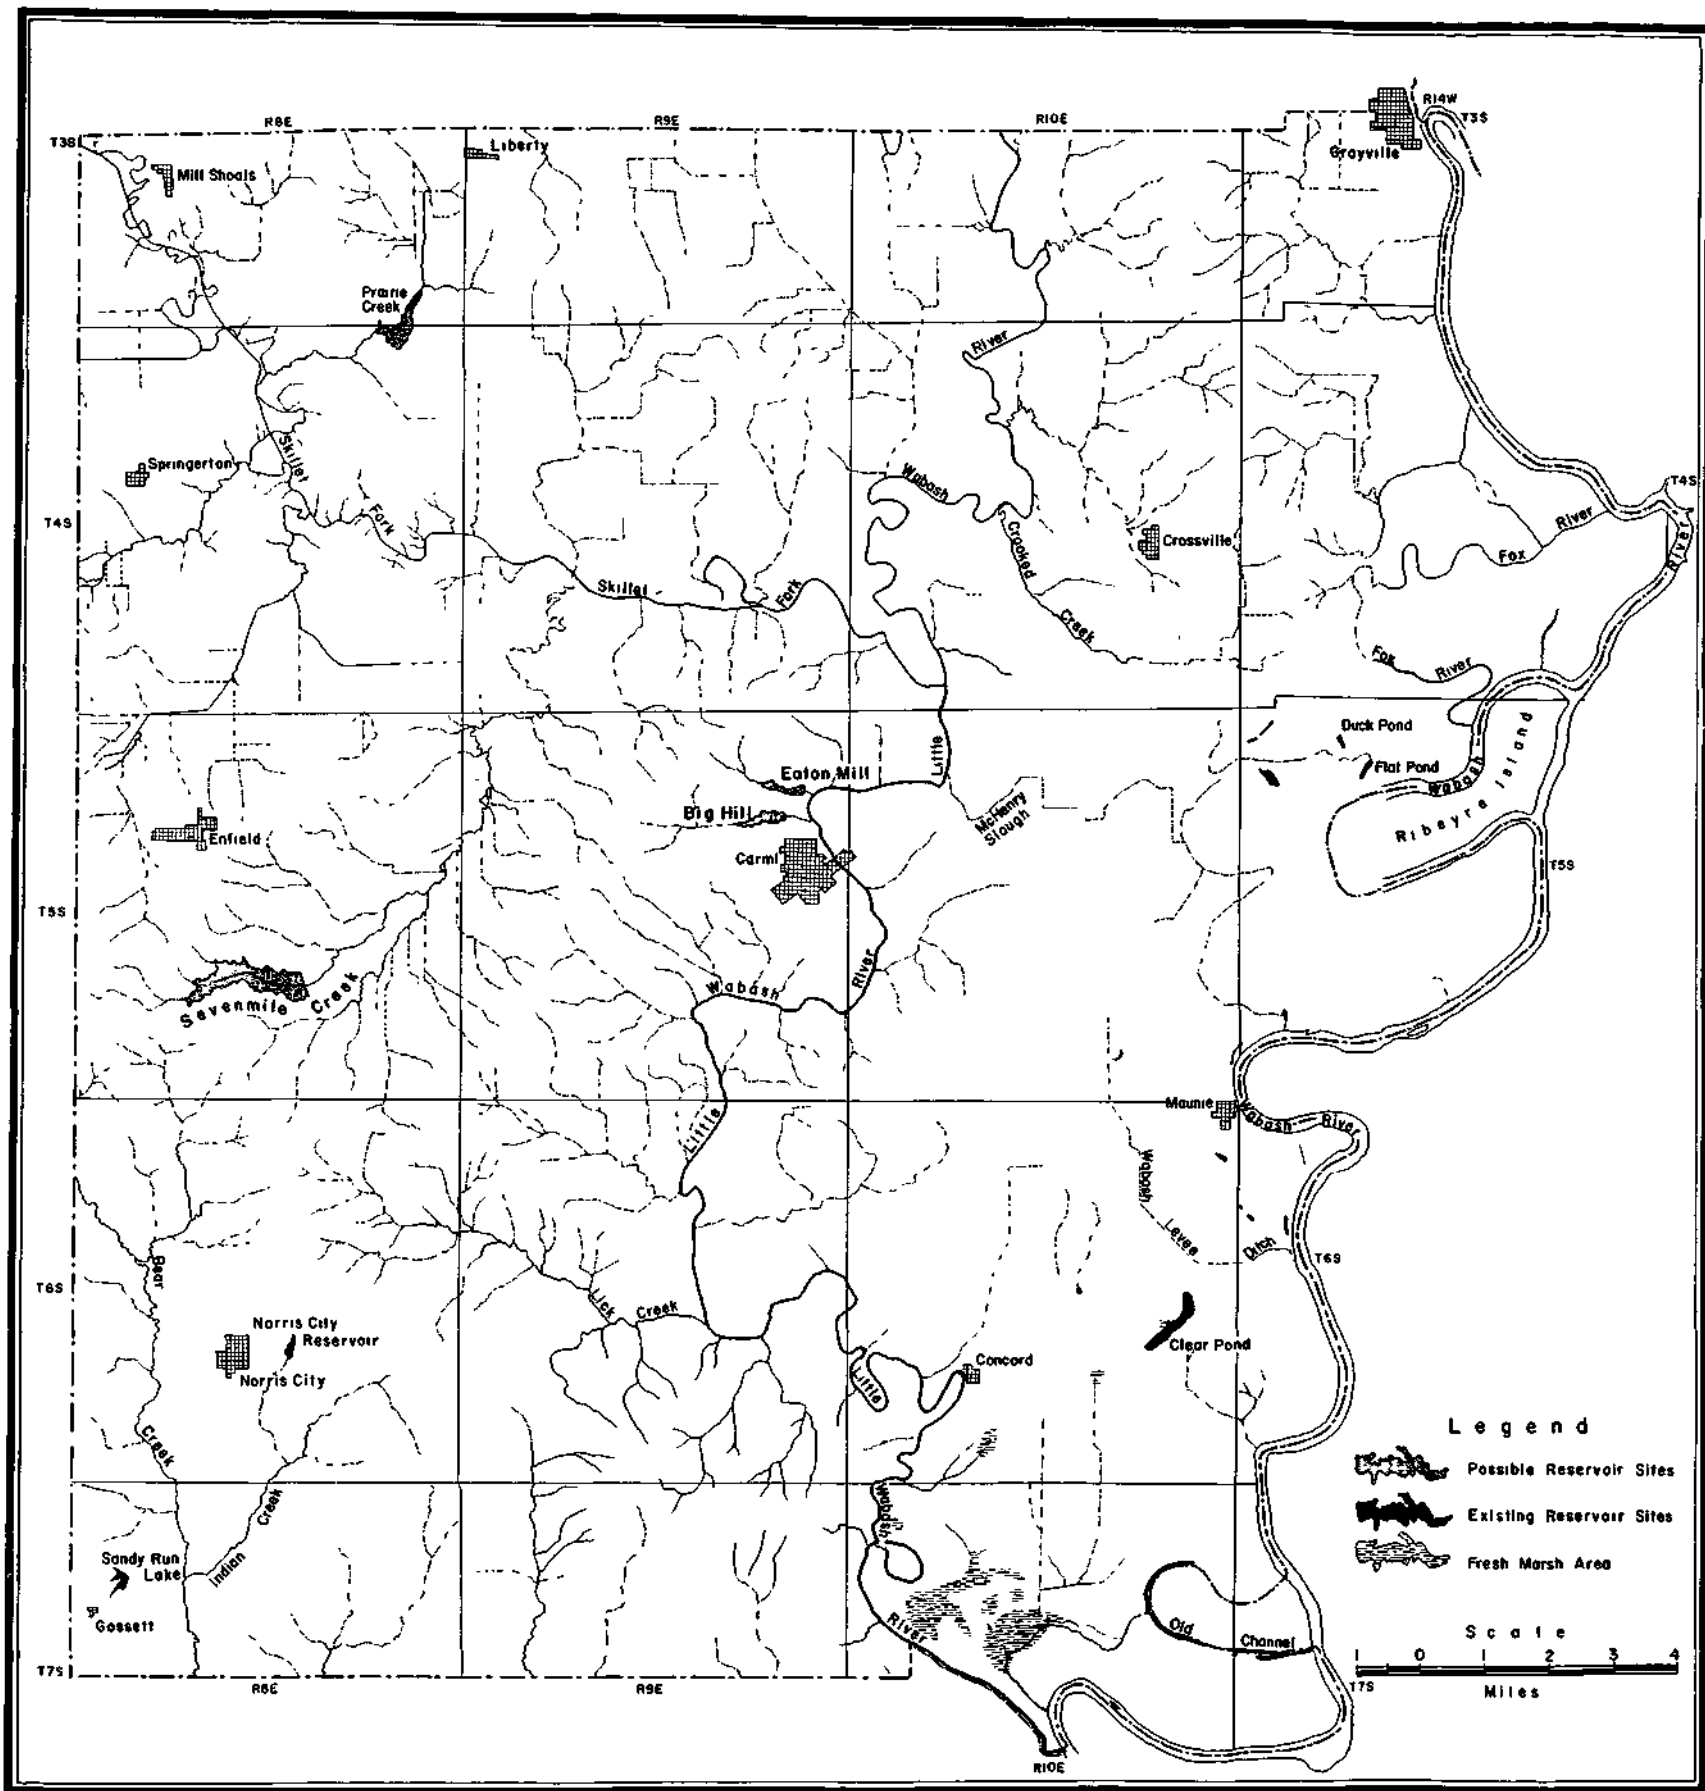 R14W
T3S
R8E
R9E
R10E
T3S
Liberty
Grayville
Mill Shoals
Prairie
Creek
River
Skillet
Springerton
Wabash
T4S
Fork
T4S
River
Crooked
Crossville
Fox
River
Skillet
Fork
Creek
Fox
River
Duck Pond
Little
Flat Pond
Wabash
Ribeyre Island
Eaton Mill
Big Hill
McHenry
Slough
Enfield
Carmi
T5S
T5S
Sevenmile Creek
Wabash
River
Little
Maunie
Wabash River
Wabash
Levee
Ditch
T6S
T6S
Bear
Lick
Creek
Norris City
Reservoir
Norris City
Clear Pond
Concord
Little
Creek
Legend
Possible Reservoir Sites
Wabash
Creek
Existing Reservoir Sites
Sandy Run
Lake
Indian
Fresh Marsh Area
Gossett
River
Old
Channel
Scale
0 1 2 3 4
Miles
T7S
T7S
R8E
R9E
R10E